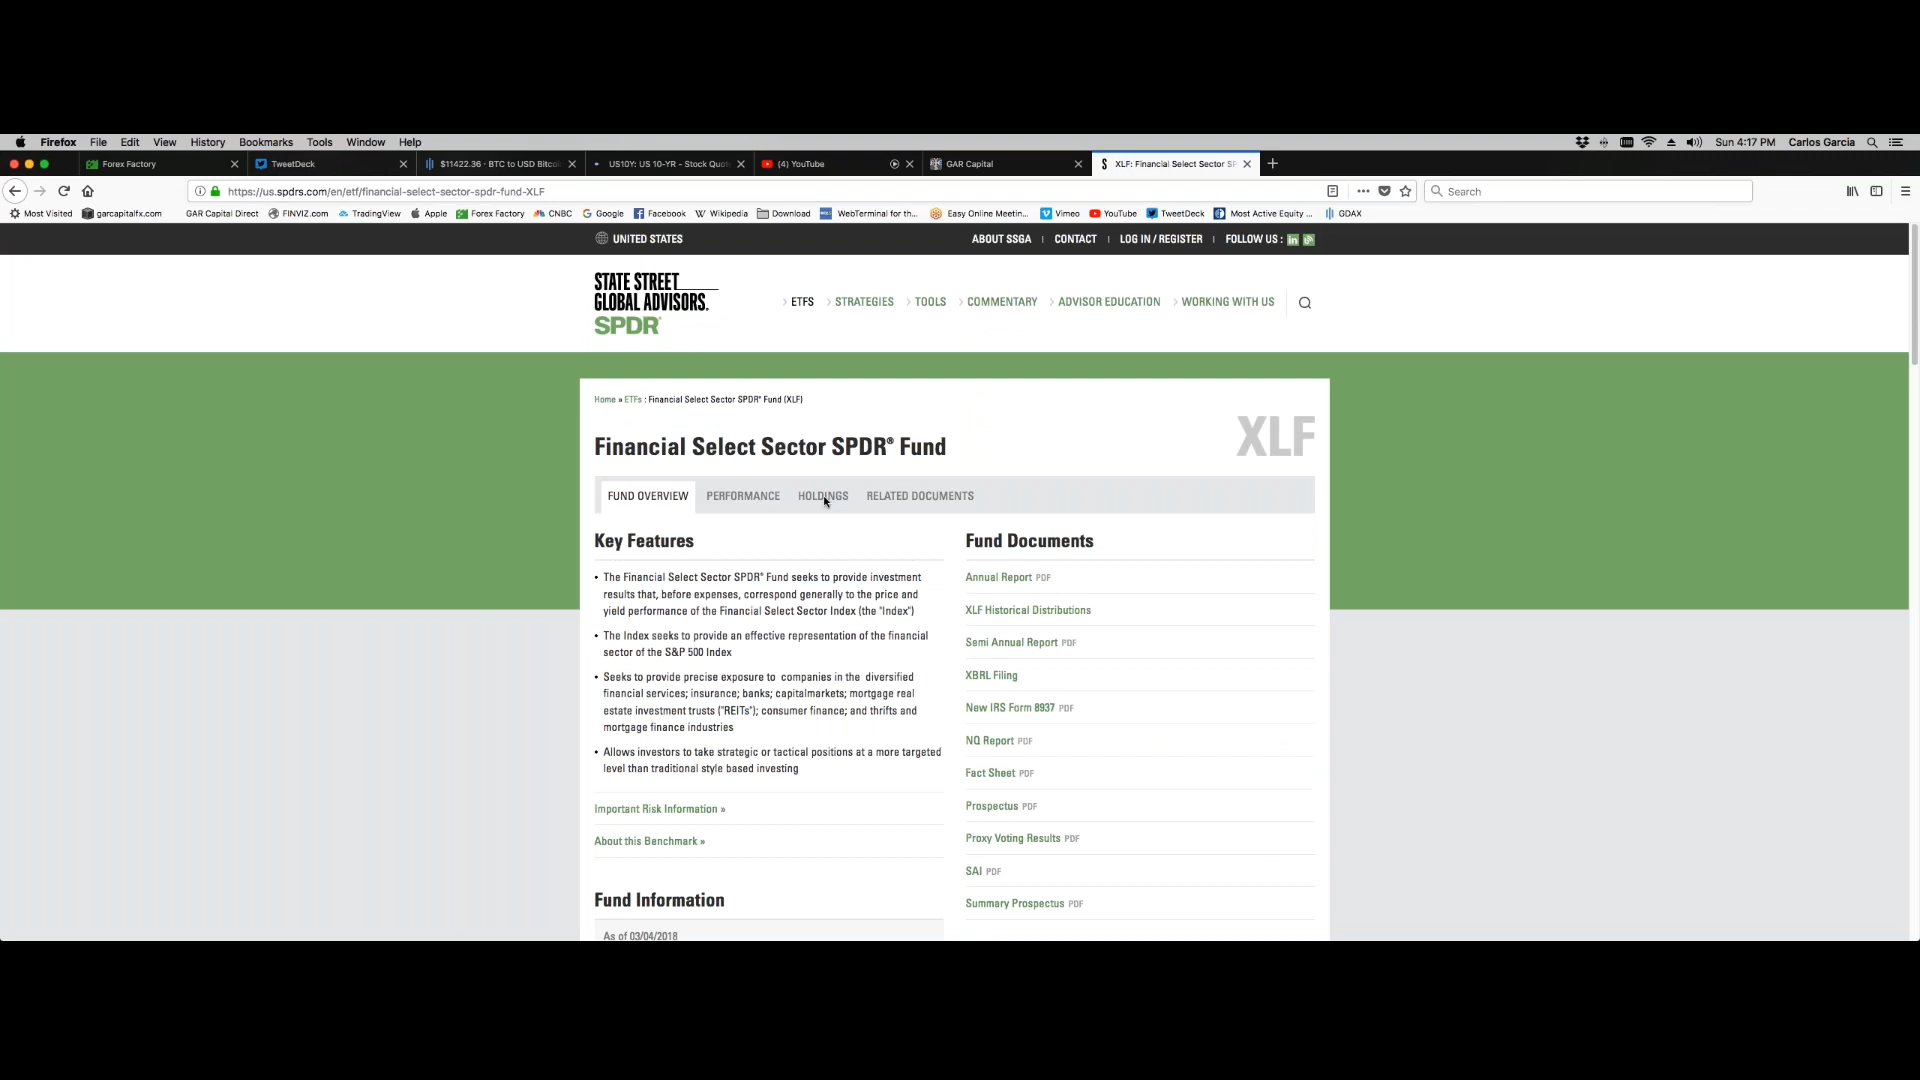 Firefox File Edit View History Bookmarks Tools Window Help Sun 4:17 PM Carlos Garcia
Forex Factory TweetDeck $11422.36 · BTC to USD Bitcoi US10Y: US 10-YR - Stock Quot (4) YouTube GAR Capital XLF: Financial Select Sector SP
https://us.spdrs.com/en/etf/financial-select-sector-spdr-fund-XLF Search
Most Visited garcapitalfx.com GAR Capital Direct FINVIZ.com TradingView Apple Forex Factory CNBC Google Facebook Wikipedia Download WebTerminal for th... Easy Online Meetin... Vimeo YouTube TweetDeck Most Active Equity ... GDAX
UNITED STATES ABOUT SSGA | CONTACT | LOG IN / REGISTER | FOLLOW US :
STATE STREET
GLOBAL ADVISORS.
SPDR®
ETFS STRATEGIES TOOLS COMMENTARY ADVISOR EDUCATION WORKING WITH US
Home » ETFs : Financial Select Sector SPDR® Fund (XLF)
XLF
Financial Select Sector SPDR® Fund
FUND OVERVIEW PERFORMANCE HOLDINGS RELATED DOCUMENTS
Key Features
• The Financial Select Sector SPDR® Fund seeks to provide investment
results that, before expenses, correspond generally to the price and
yield performance of the Financial Select Sector Index (the "Index")
• The Index seeks to provide an effective representation of the financial
sector of the S&P 500 Index
• Seeks to provide precise exposure to companies in the diversified
financial services; insurance; banks; capitalmarkets; mortgage real
estate investment trusts ("REITs"); consumer finance; and thrifts and
mortgage finance industries
• Allows investors to take strategic or tactical positions at a more targeted
level than traditional style based investing
Important Risk Information »
About this Benchmark »
Fund Information
As of 03/04/2018
Fund Documents
Annual Report PDF
XLF Historical Distributions
Semi Annual Report PDF
XBRL Filing
New IRS Form 8937 PDF
NQ Report PDF
Fact Sheet PDF
Prospectus PDF
Proxy Voting Results PDF
SAI PDF
Summary Prospectus PDF